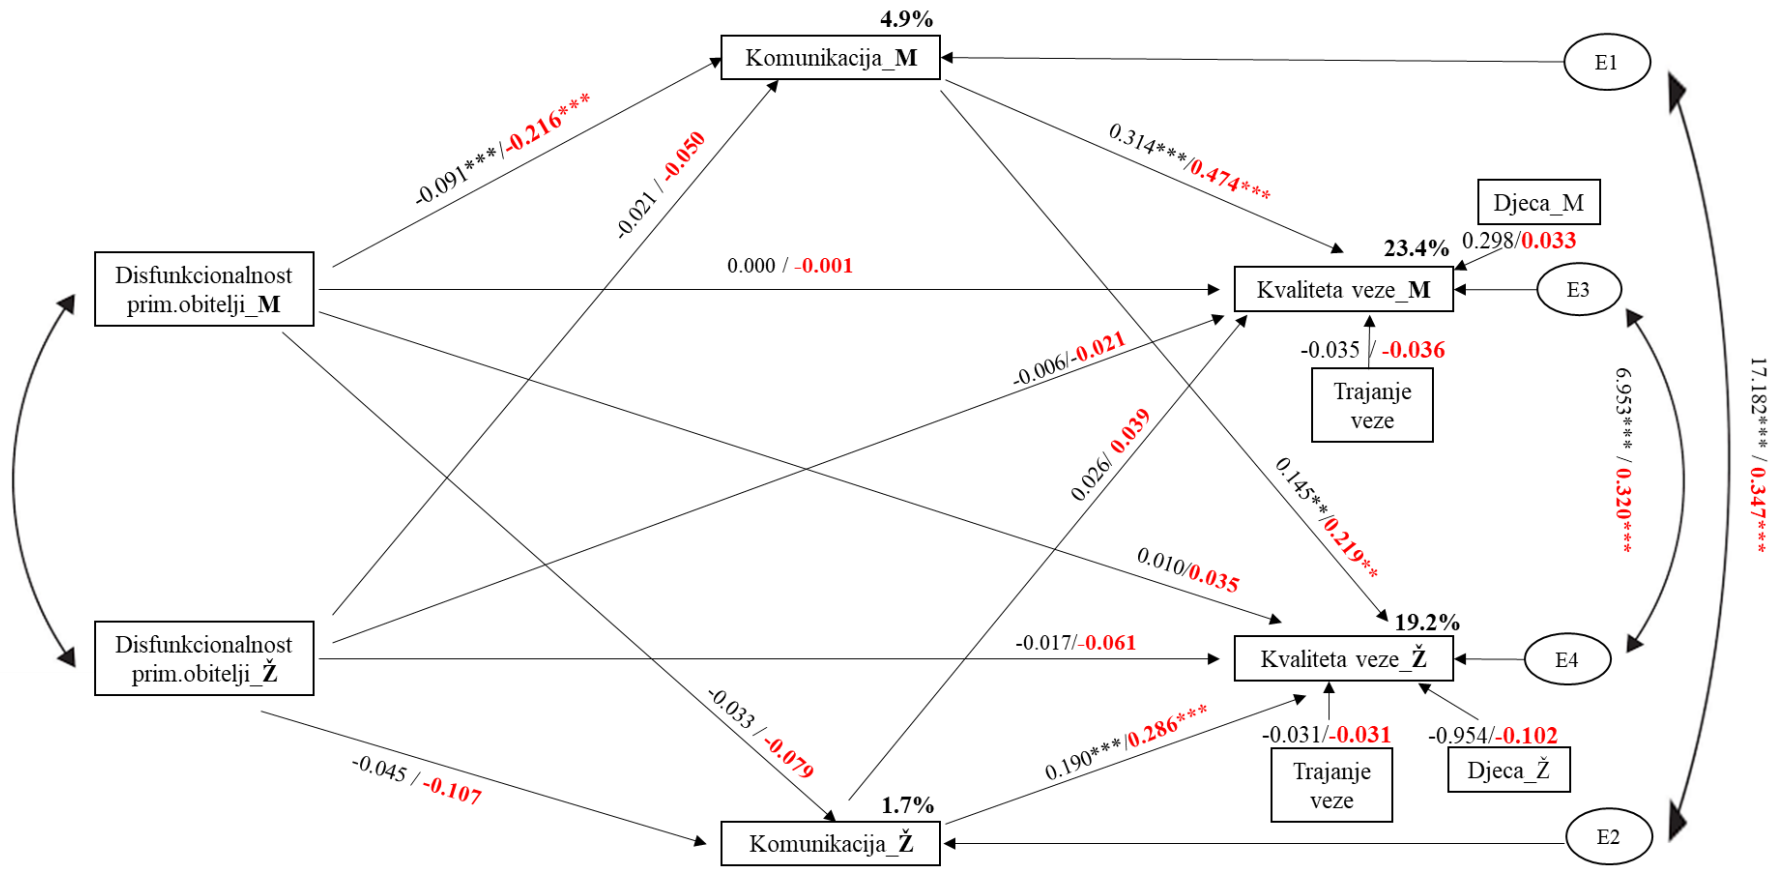 4.9%
Komunikacija_M
E1
-0.091***/-0.216***
-0.021 / -0.050
0.314***/0.474***
Djeca_M
0.298/0.033
23.4%
Disfunkcionalnost
prim.obitelji_M
0.000 / -0.001
Kvaliteta veze_M
E3
-0.035 / -0.036
-0.006/-0.021
Trajanje
veze
6.953*** / 0.320***
17.182*** / 0.347***
0.026/ 0.039
0.145**/0.219**
0.010/0.035
19.2%
Disfunkcionalnost
prim.obitelji_Ž
-0.017/-0.061
Kvaliteta veze_Ž
E4
-0.033 / -0.079
-0.045 / -0.107
0.190***/0.286***
-0.031/-0.031
-0.954/-0.102
Trajanje
veze
Djeca_Ž
1.7%
Komunikacija_Ž
E2